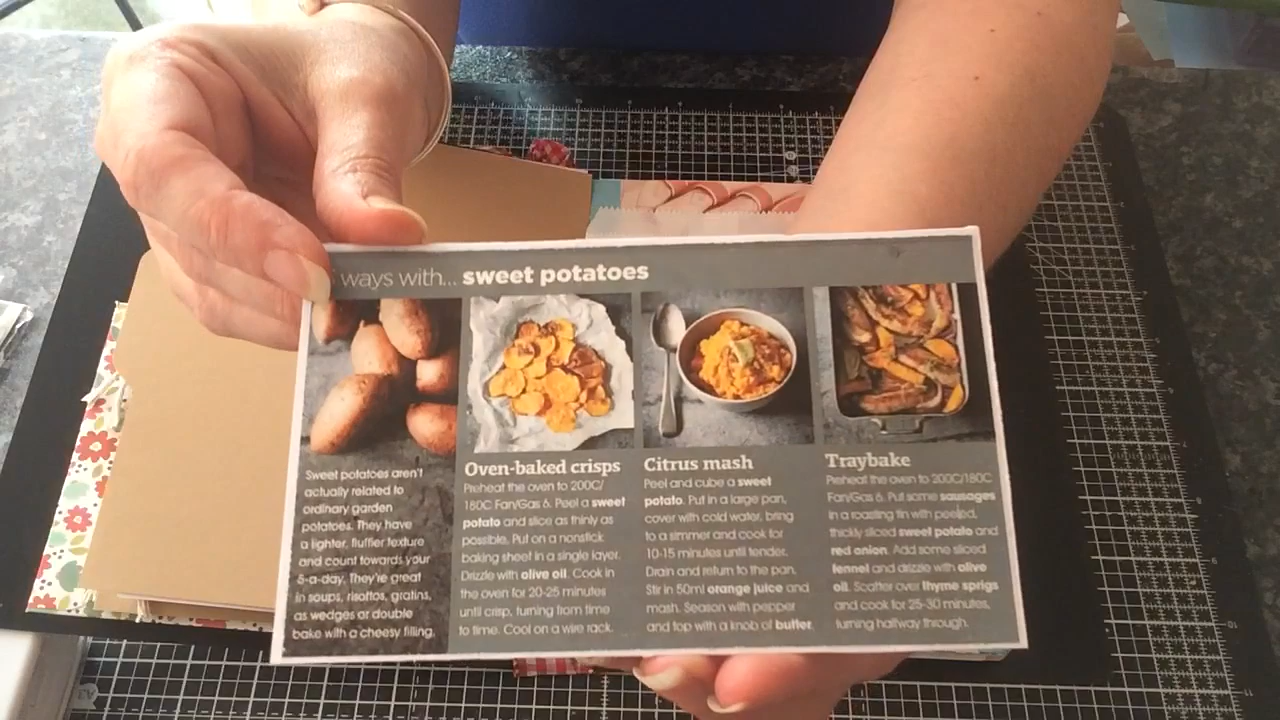 ways with... sweet potatoes
Sweet potatoes aren't
actually related to
ordinary garden
potatoes. They have
a lighter, fluffier texture
and count towards your
5-a-day. They're great
in soups, risottos, gratins,
as wedges or double
bake with a cheesy filling.
Oven-baked crisps
Preheat the oven to 200C/
180C Fan/Gas 6. Peel a sweet
potato and slice as thinly as
possible. Put on a nonstick
baking sheet in a single layer.
Drizzle with olive oil. Cook in
the oven for 20-25 minutes
until crisp, turning from time
to time. Cool on a wire rack.
Citrus mash
Peel and cube a sweet
potato. Put in a large pan,
cover with cold water, bring
to a simmer and cook for
10-15 minutes until tender.
Drain and return to the pan.
Stir in 50ml orange juice and
mash. Season with pepper
and top with a knob of butter.
Traybake
Preheat the oven to 200C/180C
Fan/Gas 6. Put some sausages
in a roasting tin with peeled,
thickly sliced sweet potato and
red onion. Add some sliced
fennel and drizzle with olive
oil. Scatter over thyme sprigs
and cook for 25-30 minutes,
turning halfway through.